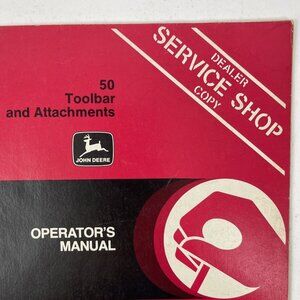 50
Toolbar
and Attachments
DEALER
SERVICE SHOP
COPY
JOHN DEERE
OPERATOR'S
MANUAL